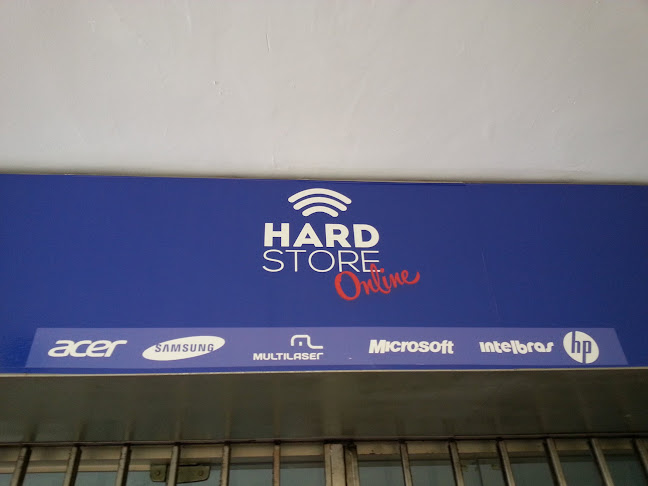 HARD
STORE
Online
acer SAMSUNG MULTILASER Microsoft intelbras hp